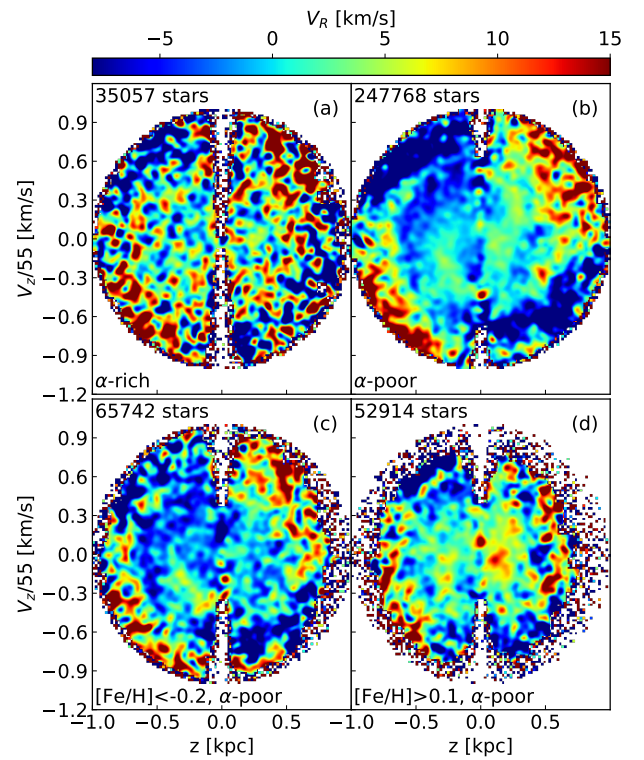 V_R [km/s]
−5 0 5 10 15
35057 stars (a)
247768 stars (b)
0.9
0.6
0.3
0.0
−0.3
−0.6
−0.9
−1.2
V_z/55 [km/s]
α-rich
α-poor
65742 stars (c)
52914 stars (d)
0.9
0.6
0.3
0.0
−0.3
−0.6
−0.9
−1.2
V_z/55 [km/s]
[Fe/H]<-0.2, α-poor
[Fe/H]>0.1, α-poor
−1.0 −0.5 0.0 0.5 −1.0 −0.5 0.0 0.5
z [kpc] z [kpc]